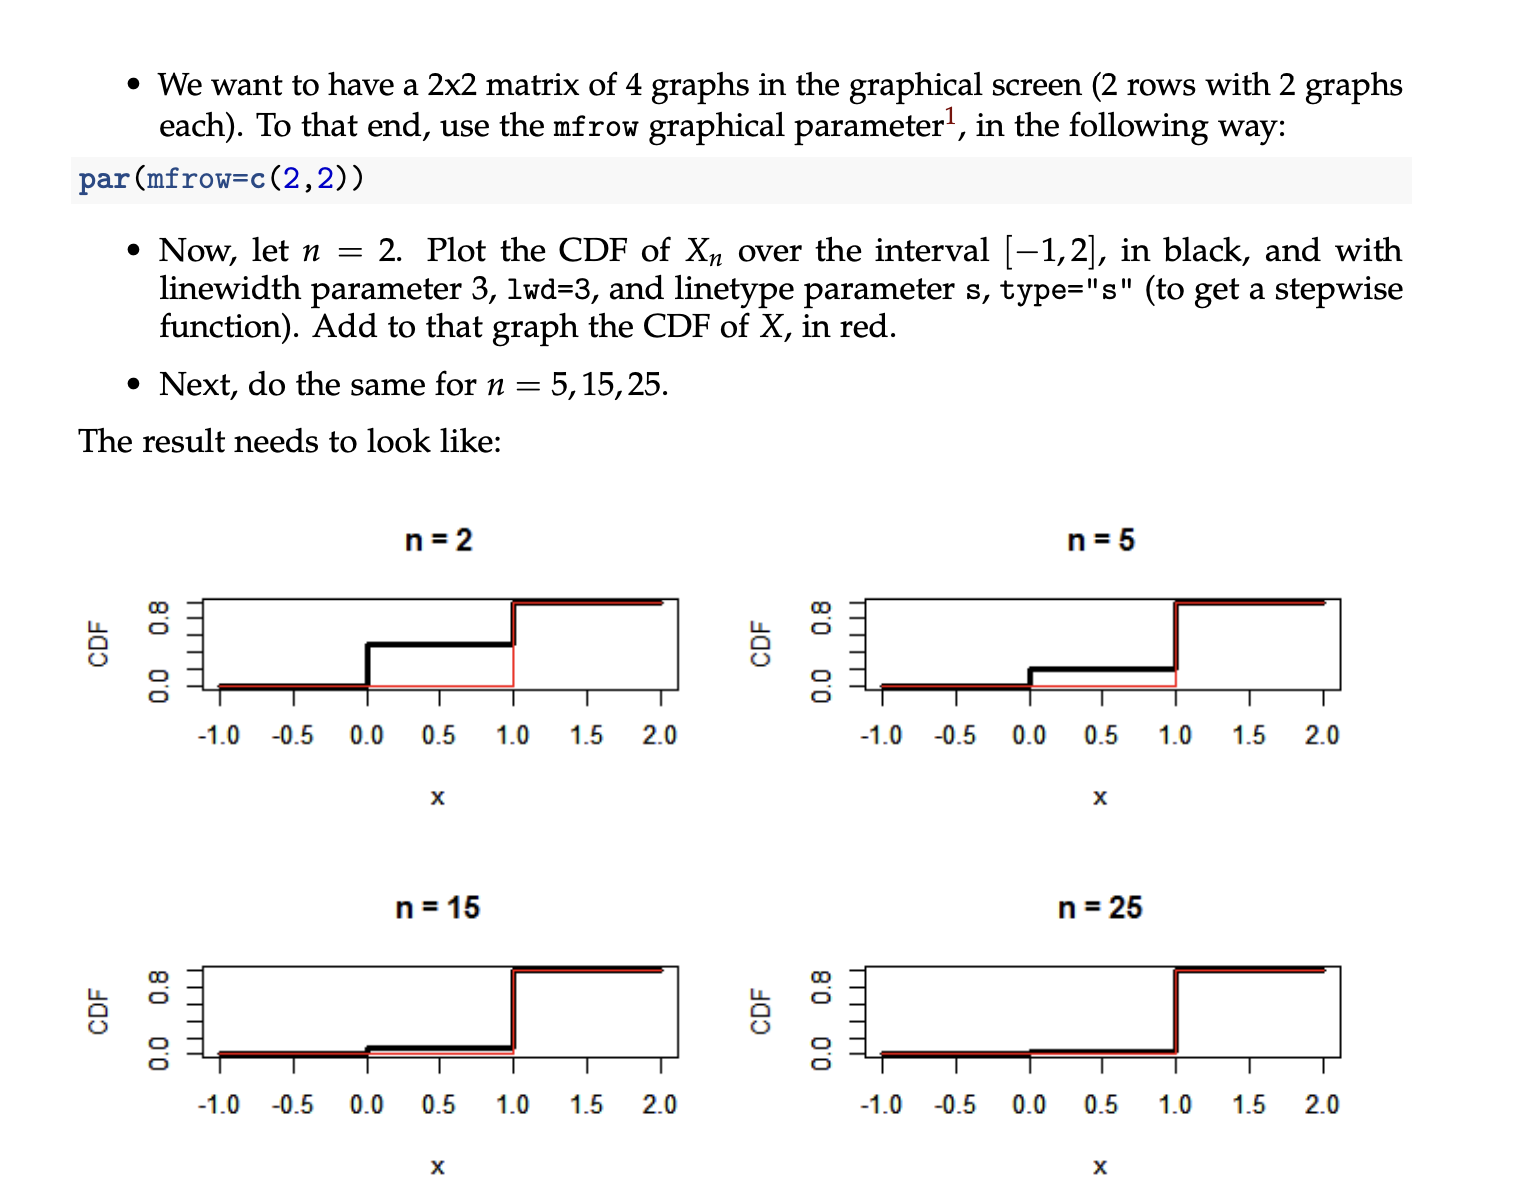 • We want to have a 2x2 matrix of 4 graphs in the graphical screen (2 rows with 2 graphs
each). To that end, use the mfrow graphical parameter1, in the following way:
par(mfrow=c(2,2))
• Now, let n = 2. Plot the CDF of Xn over the interval [−1, 2], in black, and with
linewidth parameter 3, lwd=3, and linetype parameter s, type="s" (to get a stepwise
function). Add to that graph the CDF of X, in red.
• Next, do the same for n = 5, 15, 25.
The result needs to look like:
n = 2
CDF
0.0 0.8
-1.0 -0.5 0.0 0.5 1.0 1.5 2.0
x
n = 5
CDF
0.0 0.8
-1.0 -0.5 0.0 0.5 1.0 1.5 2.0
x
n = 15
CDF
0.0 0.8
-1.0 -0.5 0.0 0.5 1.0 1.5 2.0
x
n = 25
CDF
0.0 0.8
-1.0 -0.5 0.0 0.5 1.0 1.5 2.0
x